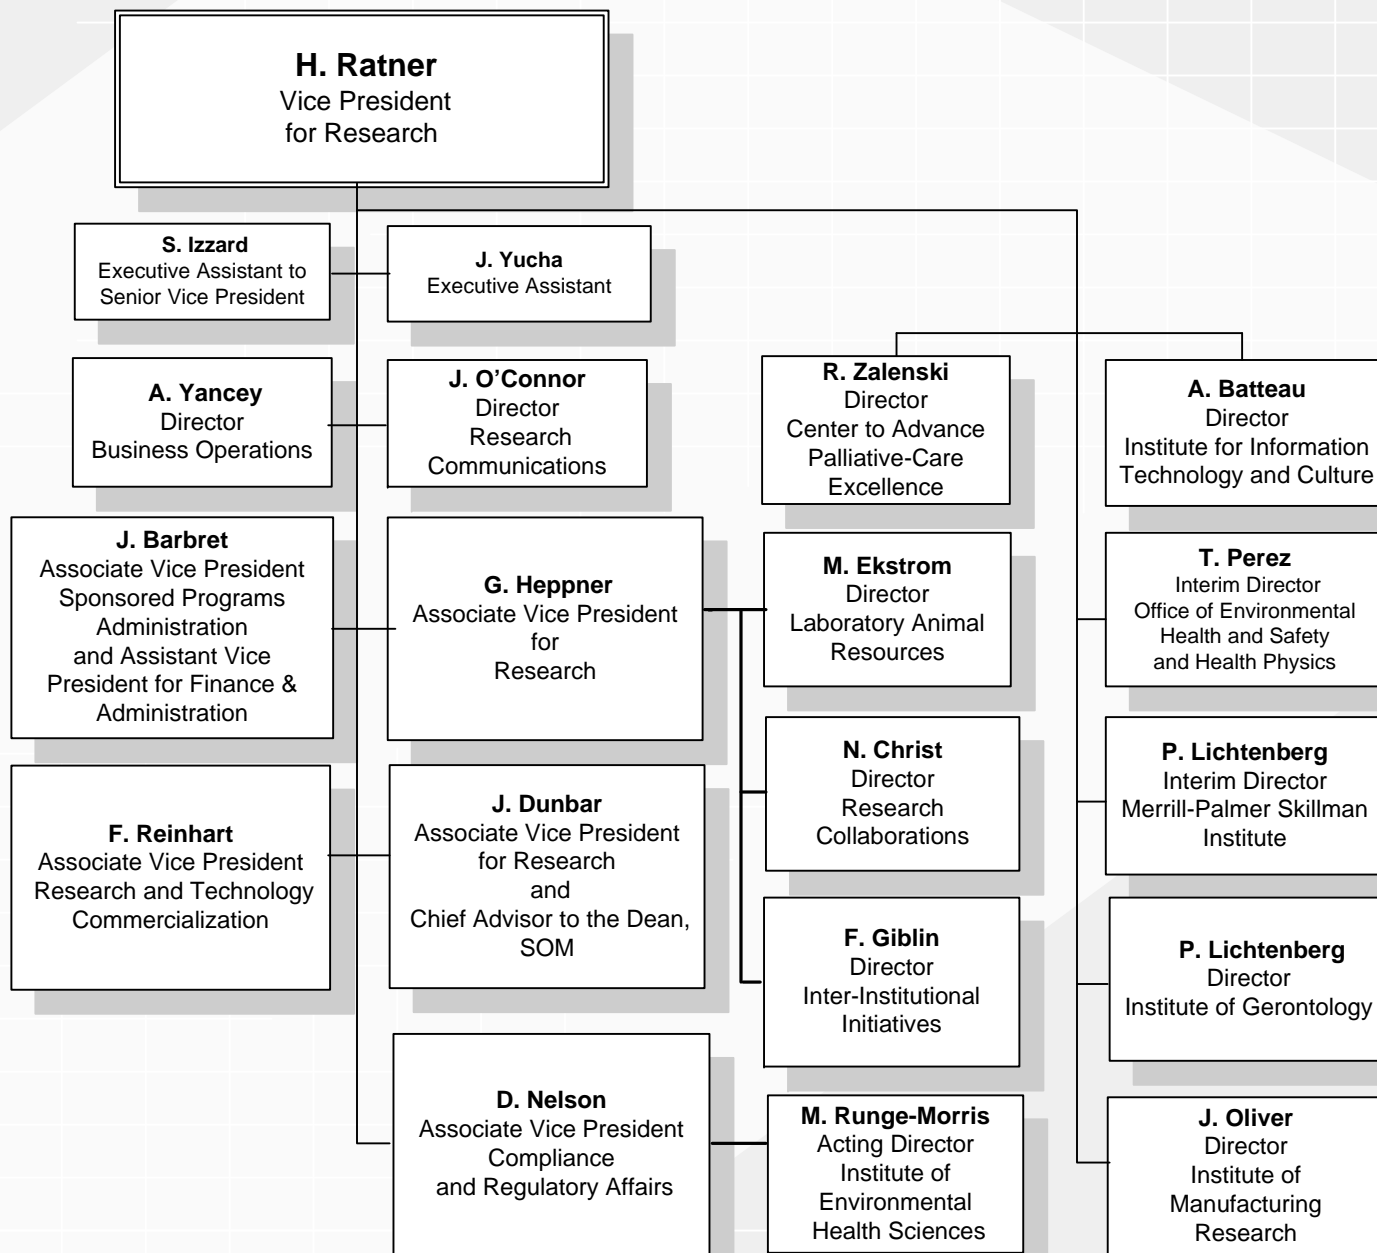 H. Ratner
Vice President
for Research
S. Izzard
Executive Assistant to
Senior Vice President
J. Yucha
Executive Assistant
A. Yancey
Director
Business Operations
J. O’Connor
Director
Research
Communications
R. Zalenski
Director
Center to Advance
Palliative-Care
Excellence
A. Batteau
Director
Institute for Information
Technology and Culture
J. Barbret
Associate Vice President
Sponsored Programs
Administration
and Assistant Vice
President for Finance &
Administration
G. Heppner
Associate Vice President
for
Research
M. Ekstrom
Director
Laboratory Animal
Resources
T. Perez
Interim Director
Office of Environmental
Health and Safety
and Health Physics
N. Christ
Director
Research
Collaborations
P. Lichtenberg
Interim Director
Merrill-Palmer Skillman
Institute
F. Reinhart
Associate Vice President
Research and Technology
Commercialization
J. Dunbar
Associate Vice President
for Research
and
Chief Advisor to the Dean,
SOM
F. Giblin
Director
Inter-Institutional
Initiatives
P. Lichtenberg
Director
Institute of Gerontology
D. Nelson
Associate Vice President
Compliance
and Regulatory Affairs
M. Runge-Morris
Acting Director
Institute of
Environmental
Health Sciences
J. Oliver
Director
Institute of
Manufacturing
Research